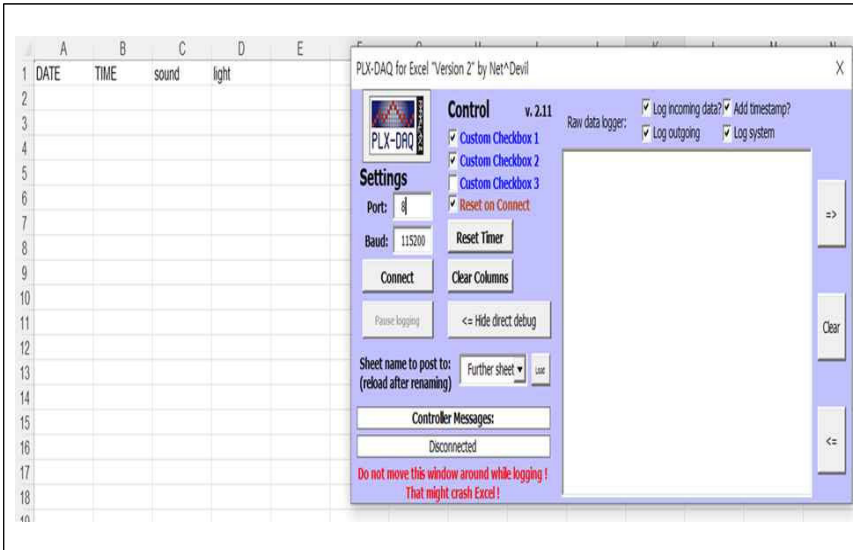 A B C D E
1 DATE TIME sound light
2
3
4
5
6
7
8
9
10
11
12
13
14
15
16
17
18
PLX-DAQ for Excel "Version 2" by Net^Devil X
PLX-DAQ
Control v. 2.11
Custom Checkbox 1
Custom Checkbox 2
Custom Checkbox 3
Reset on Connect
Settings
Port: 8
Baud: 115200
Reset Timer
Connect
Clear Columns
Pause logging
<= Hide direct debug
Sheet name to post to:
(reload after renaming)
Further sheet
Load
Controller Messages:
Disconnected
Do not move this window around while logging !
That might crash Excel !
Raw data logger:
Log incoming data? Add timestamp?
Log outgoing Log system
=>
Clear
<=